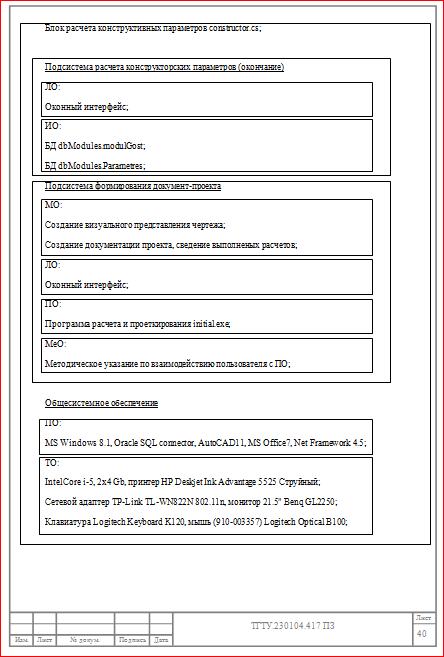 Блок расчета конструктивных параметров constructor.cs;
Подсистема расчета конструкторских параметров (окончание)
ЛО:
Оконный интерфейс;
ИО:
БД dbModules.modulGost;
БД dbModules.Parametres;
Подсистема формирования документ-проекта
МО:
Создание визуального представления чертежа;
Создание документации проекта, сведение выполненых расчетов;
ЛО:
Оконный интерфейс;
ПО:
Программа расчета и проеткирования initial.exe;
МеО:
Методическое указание по взаимодействию пользователя с ПО;
Общесистемное обеспечение
ПО:
MS Windows 8.1, Oracle SQL connector, AutoCAD11, MS Office7, Net Framework 4.5;
ТО:
IntelCore i-5, 2x4 Gb, принтер HP Deskjet Ink Advantage 5525 Струйный;
Сетевой адаптер TP-Link TL-WN822N 802.11n, монитор 21.5" Benq GL2250;
Клавиатура Logitech Keyboard K120, мышь (910-003357) Logitech Optical B100;
ТГТУ.230104.417 ПЗ
Лист
40
Изм. Лист № докум. Подпись Дата